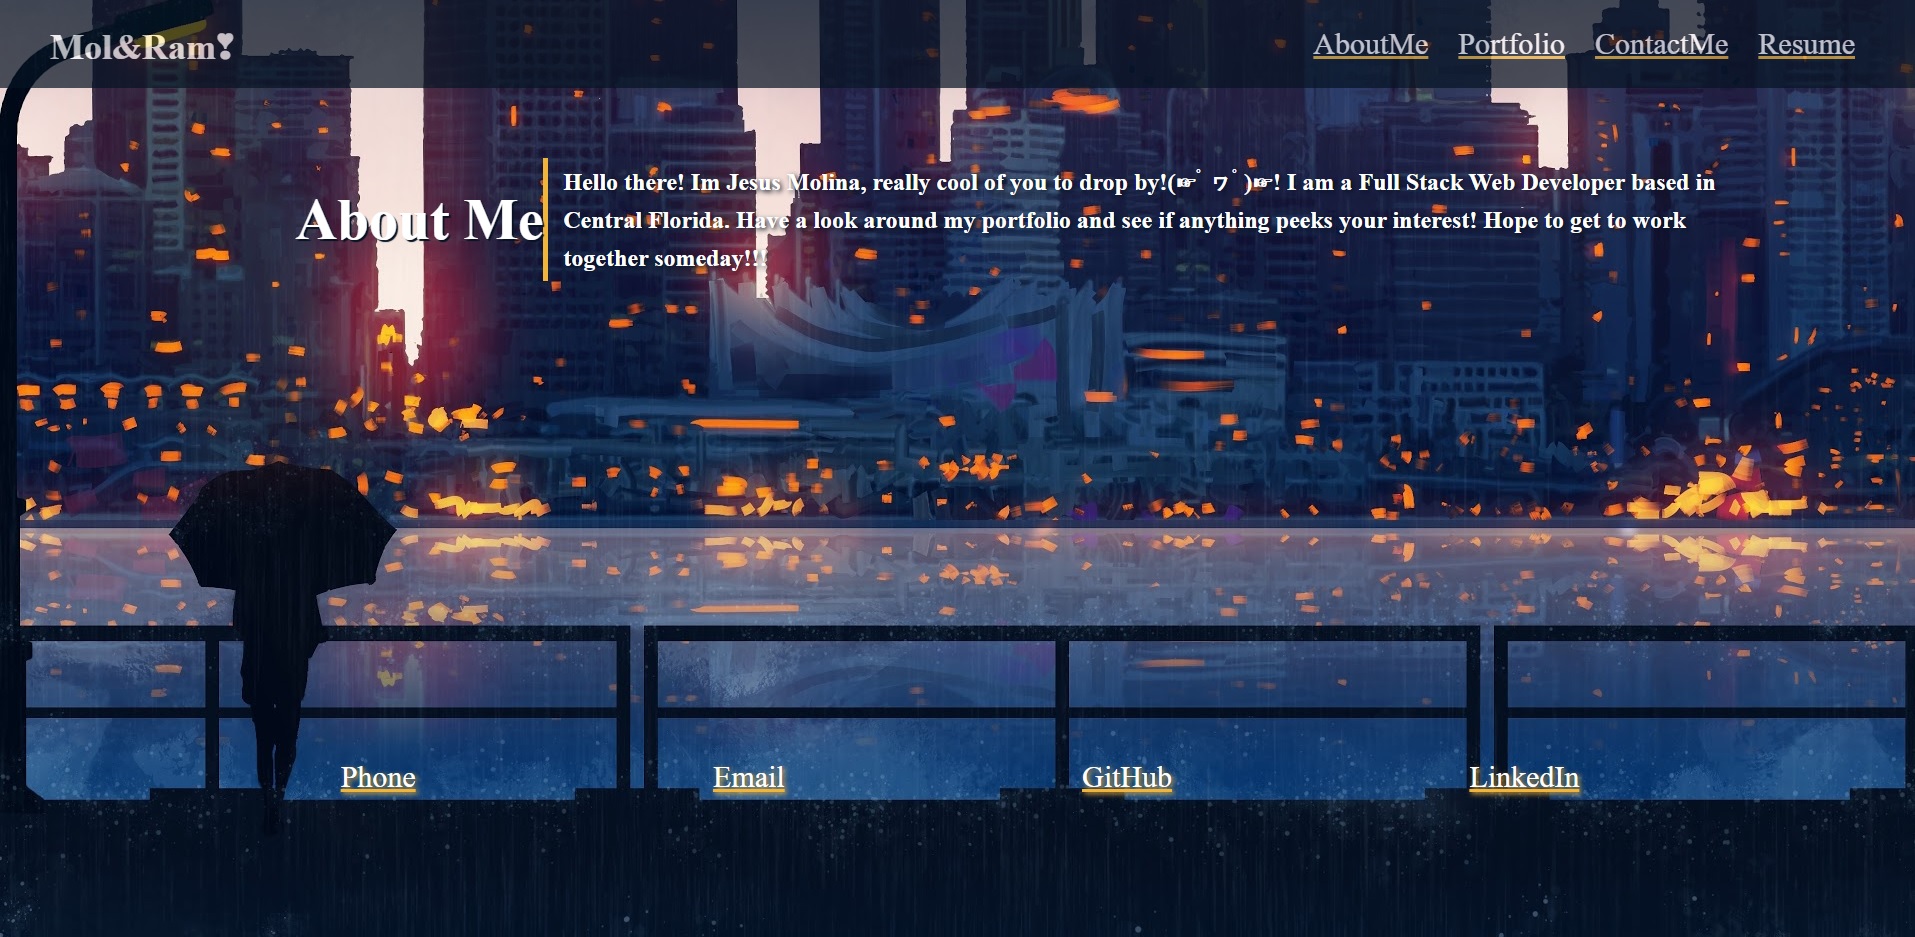 Mol&Ram❣
AboutMe Portfolio ContactMe Resume
About Me
Hello there! Im Jesus Molina, really cool of you to drop by!(☞ﾟヮﾟ)☞! I am a Full Stack Web Developer based in
Central Florida. Have a look around my portfolio and see if anything peeks your interest! Hope to get to work
together someday!!!
Phone Email GitHub LinkedIn